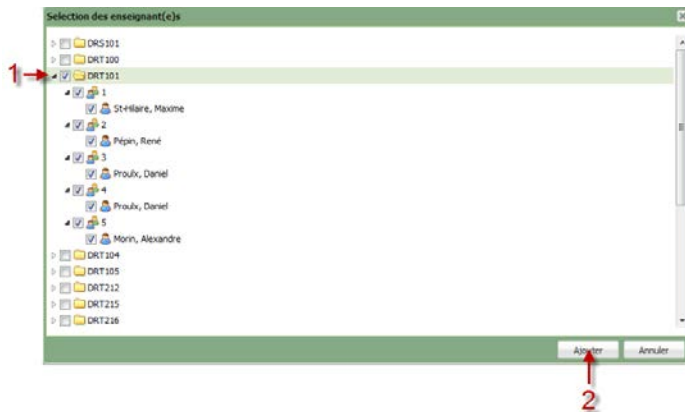 Selection des enseignant(e)s
DRS101
DRT100
1 DRT101
1
St-Hilaire, Maxime
2
Pépin, René
3
Proulx, Daniel
4
Proulx, Daniel
5
Morin, Alexandre
DRT104
DRT105
DRT212
DRT215
DRT216
Ajouter Annuler
2